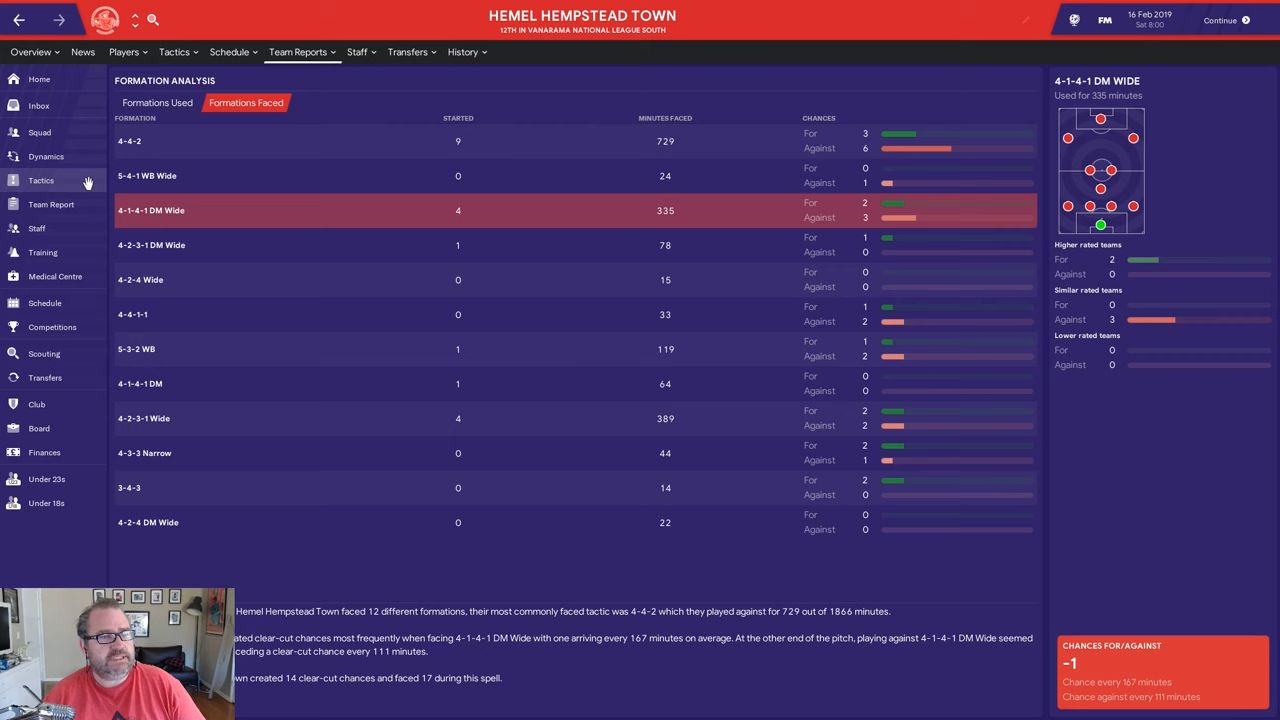 HEMEL HEMPSTEAD TOWN
12TH IN VANARAMA NATIONAL LEAGUE SOUTH
FM
16 Feb 2019
Sat 8:00
Continue
Overview
News
Players
Tactics
Schedule
Team Reports
Staff
Transfers
History
Home
Inbox
Squad
Dynamics
Tactics
Team Report
Staff
Training
Medical Centre
Schedule
Competitions
Scouting
Transfers
Club
Board
Finances
Under 23s
Under 18s
FORMATION ANALYSIS
Formations Used Formations Faced
FORMATION STARTED MINUTES FACED CHANCES
4-4-2 9 729 For 3
Against 6
5-4-1 WB Wide 0 24 For 0
Against 1
4-1-4-1 DM Wide 4 335 For 2
Against 3
4-2-3-1 DM Wide 1 78 For 1
Against 0
4-2-4 Wide 0 15 For 0
Against 0
4-4-1-1 0 33 For 1
Against 2
5-3-2 WB 1 119 For 1
Against 2
4-1-4-1 DM 1 64 For 0
Against 0
4-2-3-1 Wide 4 389 For 2
Against 2
4-3-3 Narrow 0 44 For 2
Against 1
3-4-3 0 14 For 2
Against 0
4-2-4 DM Wide 0 22 For 0
Against 0
Hemel Hempstead Town faced 12 different formations, their most commonly faced tactic was 4-4-2 which they played against for 729 out of 1866 minutes.
ated clear-cut chances most frequently when facing 4-1-4-1 DM Wide with one arriving every 167 minutes on average. At the other end of the pitch, playing against 4-1-4-1 DM Wide seemed
ceding a clear-cut chance every 111 minutes.
wn created 14 clear-cut chances and faced 17 during this spell.
4-1-4-1 DM WIDE
Used for 335 minutes
Higher rated teams
For 2
Against 0
Similar rated teams
For 0
Against 3
Lower rated teams
For 0
Against 0
CHANCES FOR/AGAINST
-1
Chance every 167 minutes
Chance against every 111 minutes